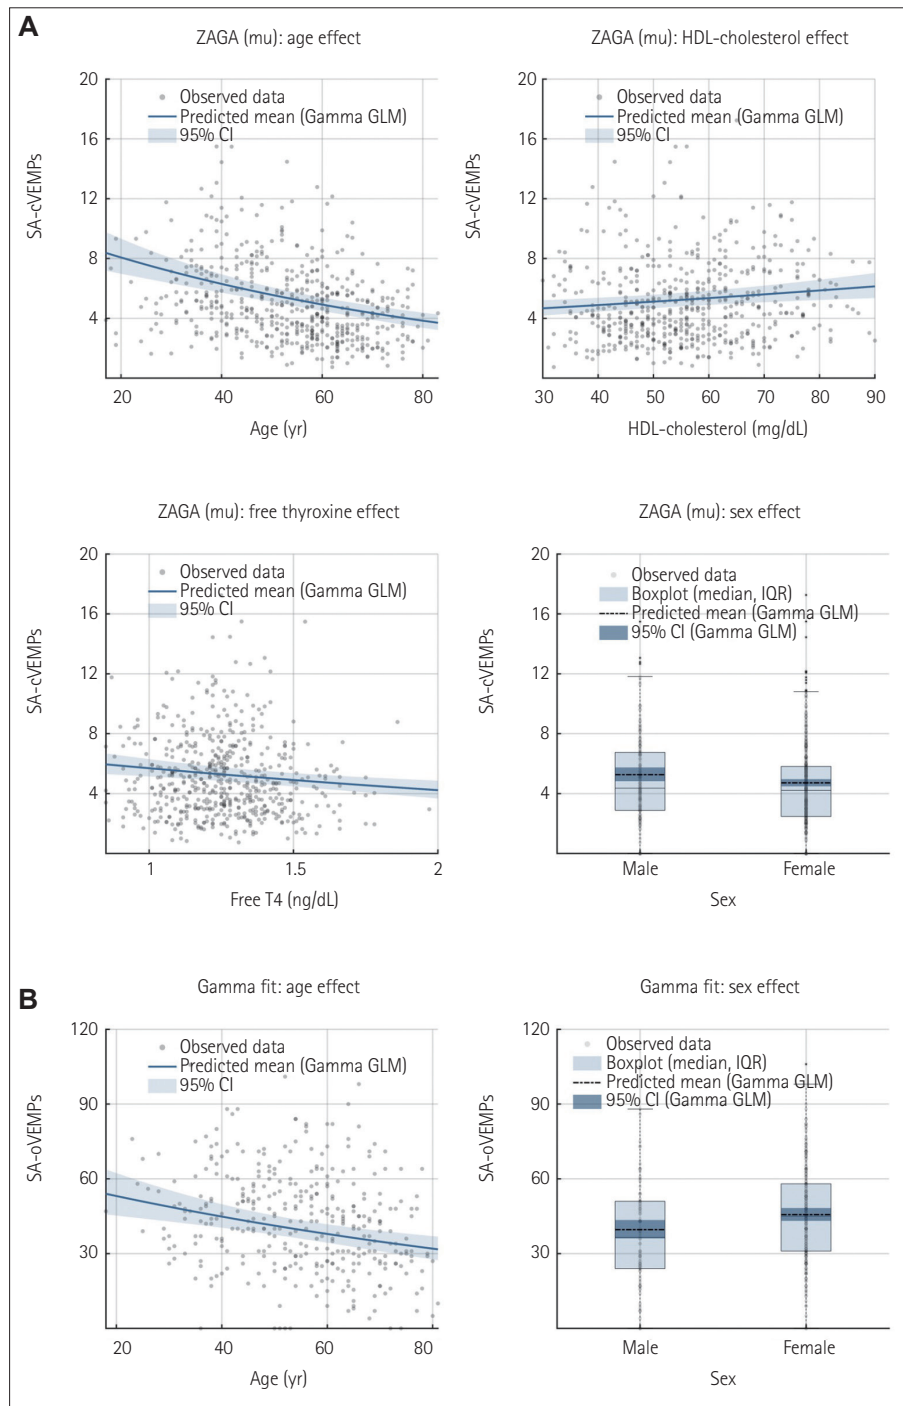 A
ZAGA (mu): age effect
20
16
12
8
4
SA-cVEMPs
Observed data
Predicted mean (Gamma GLM)
95% CI
20 40 60 80
Age (yr)
ZAGA (mu): HDL-cholesterol effect
20
16
12
8
4
SA-cVEMPs
Observed data
Predicted mean (Gamma GLM)
95% CI
30 40 50 60 70 80 90
HDL-cholesterol (mg/dL)
ZAGA (mu): free thyroxine effect
20
16
12
8
4
SA-cVEMPs
Observed data
Predicted mean (Gamma GLM)
95% CI
1 1.5 2
Free T4 (ng/dL)
ZAGA (mu): sex effect
20
16
12
8
4
SA-cVEMPs
Observed data
Boxplot (median, IQR)
Predicted mean (Gamma GLM)
95% CI (Gamma GLM)
Male Female
Sex
B
Gamma fit: age effect
120
90
60
30
SA-oVEMPs
Observed data
Predicted mean (Gamma GLM)
95% CI
20 40 60 80
Age (yr)
Gamma fit: sex effect
120
90
60
30
SA-oVEMPs
Observed data
Boxplot (median, IQR)
Predicted mean (Gamma GLM)
95% CI (Gamma GLM)
Male Female
Sex